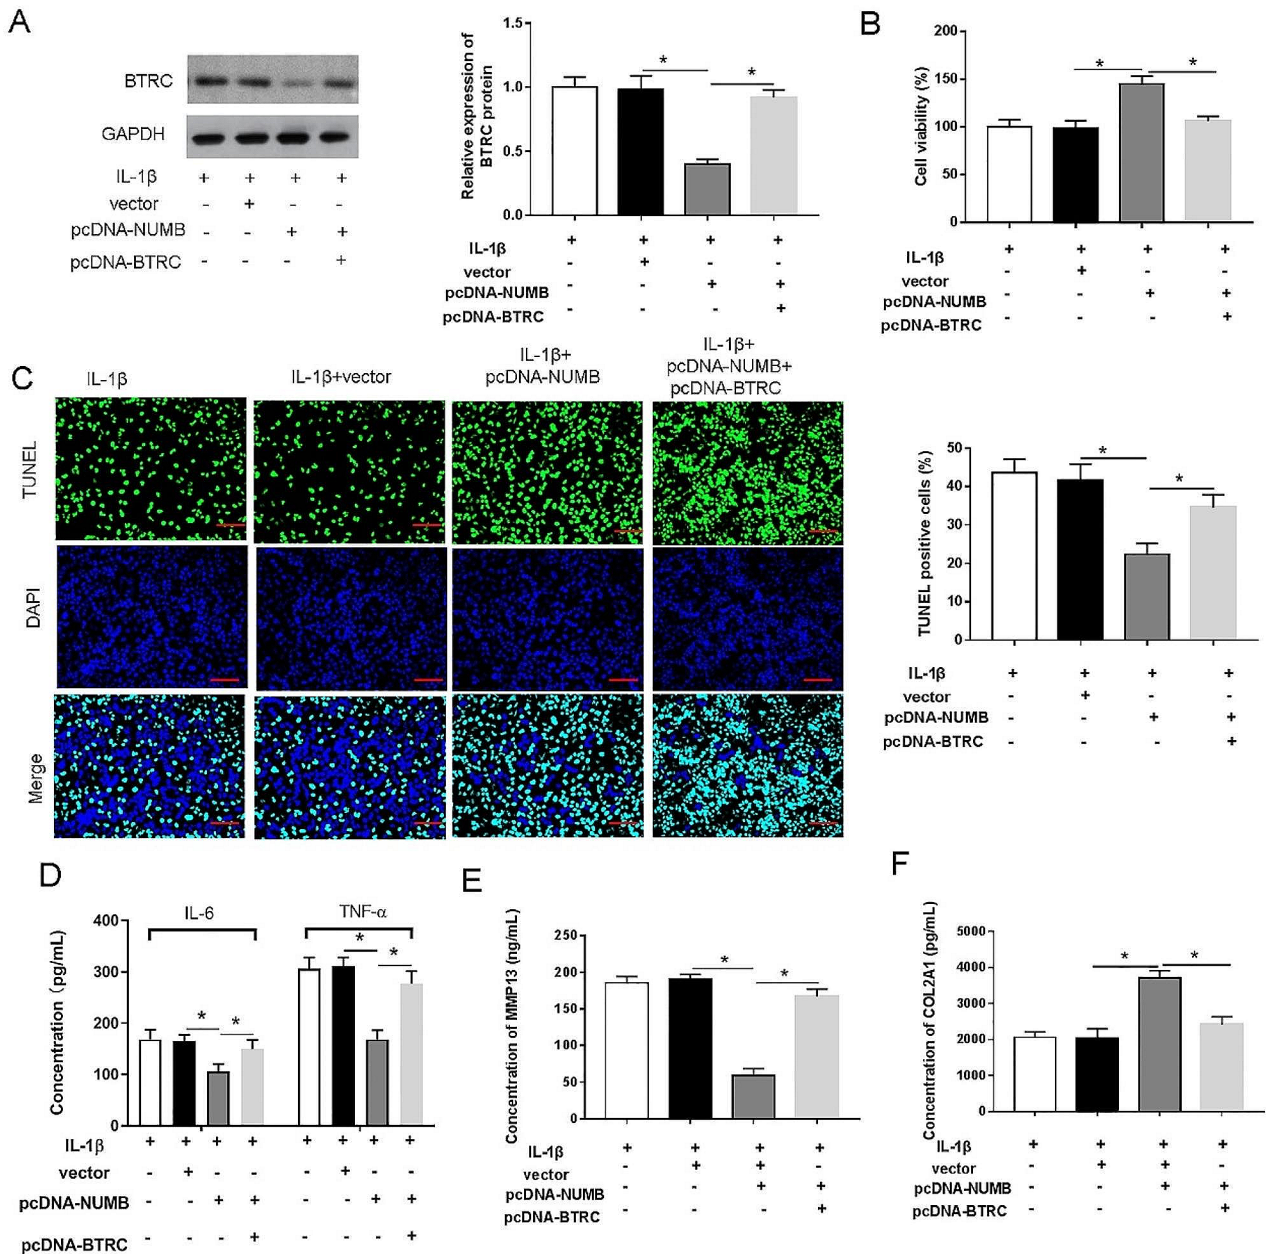 A
BTRC
GAPDH
IL-1β + + + +
vector - + - -
pcDNA-NUMB - - + +
pcDNA-BTRC - - - +
Relative expression of
BTRC protein
1.5
1.0
0.5
0.0
* *
IL-1β + + + +
vector - + - -
pcDNA-NUMB - - + +
pcDNA-BTRC - - - +
B
Cell viability (%)
200
150
100
50
0
* *
IL-1β + + + +
vector - + - -
pcDNA-NUMB - - + +
pcDNA-BTRC - - - +
C
IL-1β
IL-1β+vector
IL-1β+
pcDNA-NUMB
IL-1β+
pcDNA-NUMB+
pcDNA-BTRC
TUNEL
DAPI
Merge
TUNEL positive cells (%)
50
40
30
20
10
0
* *
IL-1β + + + +
vector - + - -
pcDNA-NUMB - - + +
pcDNA-BTRC - - - +
D
Concentration (pg/mL)
400
300
200
100
0
IL-6
TNF-α
* * * *
IL-1β + + + + + + + +
vector - + - - - + - -
pcDNA-NUMB - - + + - - + +
pcDNA-BTRC - - - + - - - +
E
Concentration of MMP13 (ng/mL)
250
200
150
100
50
0
* *
IL-1β + + + +
vector - + + -
pcDNA-NUMB - - + +
pcDNA-BTRC - - - +
F
Concentration of COL2A1 (pg/mL)
5000
4000
3000
2000
1000
0
* *
IL-1β + + + +
vector - + + -
pcDNA-NUMB - - + +
pcDNA-BTRC - - - +